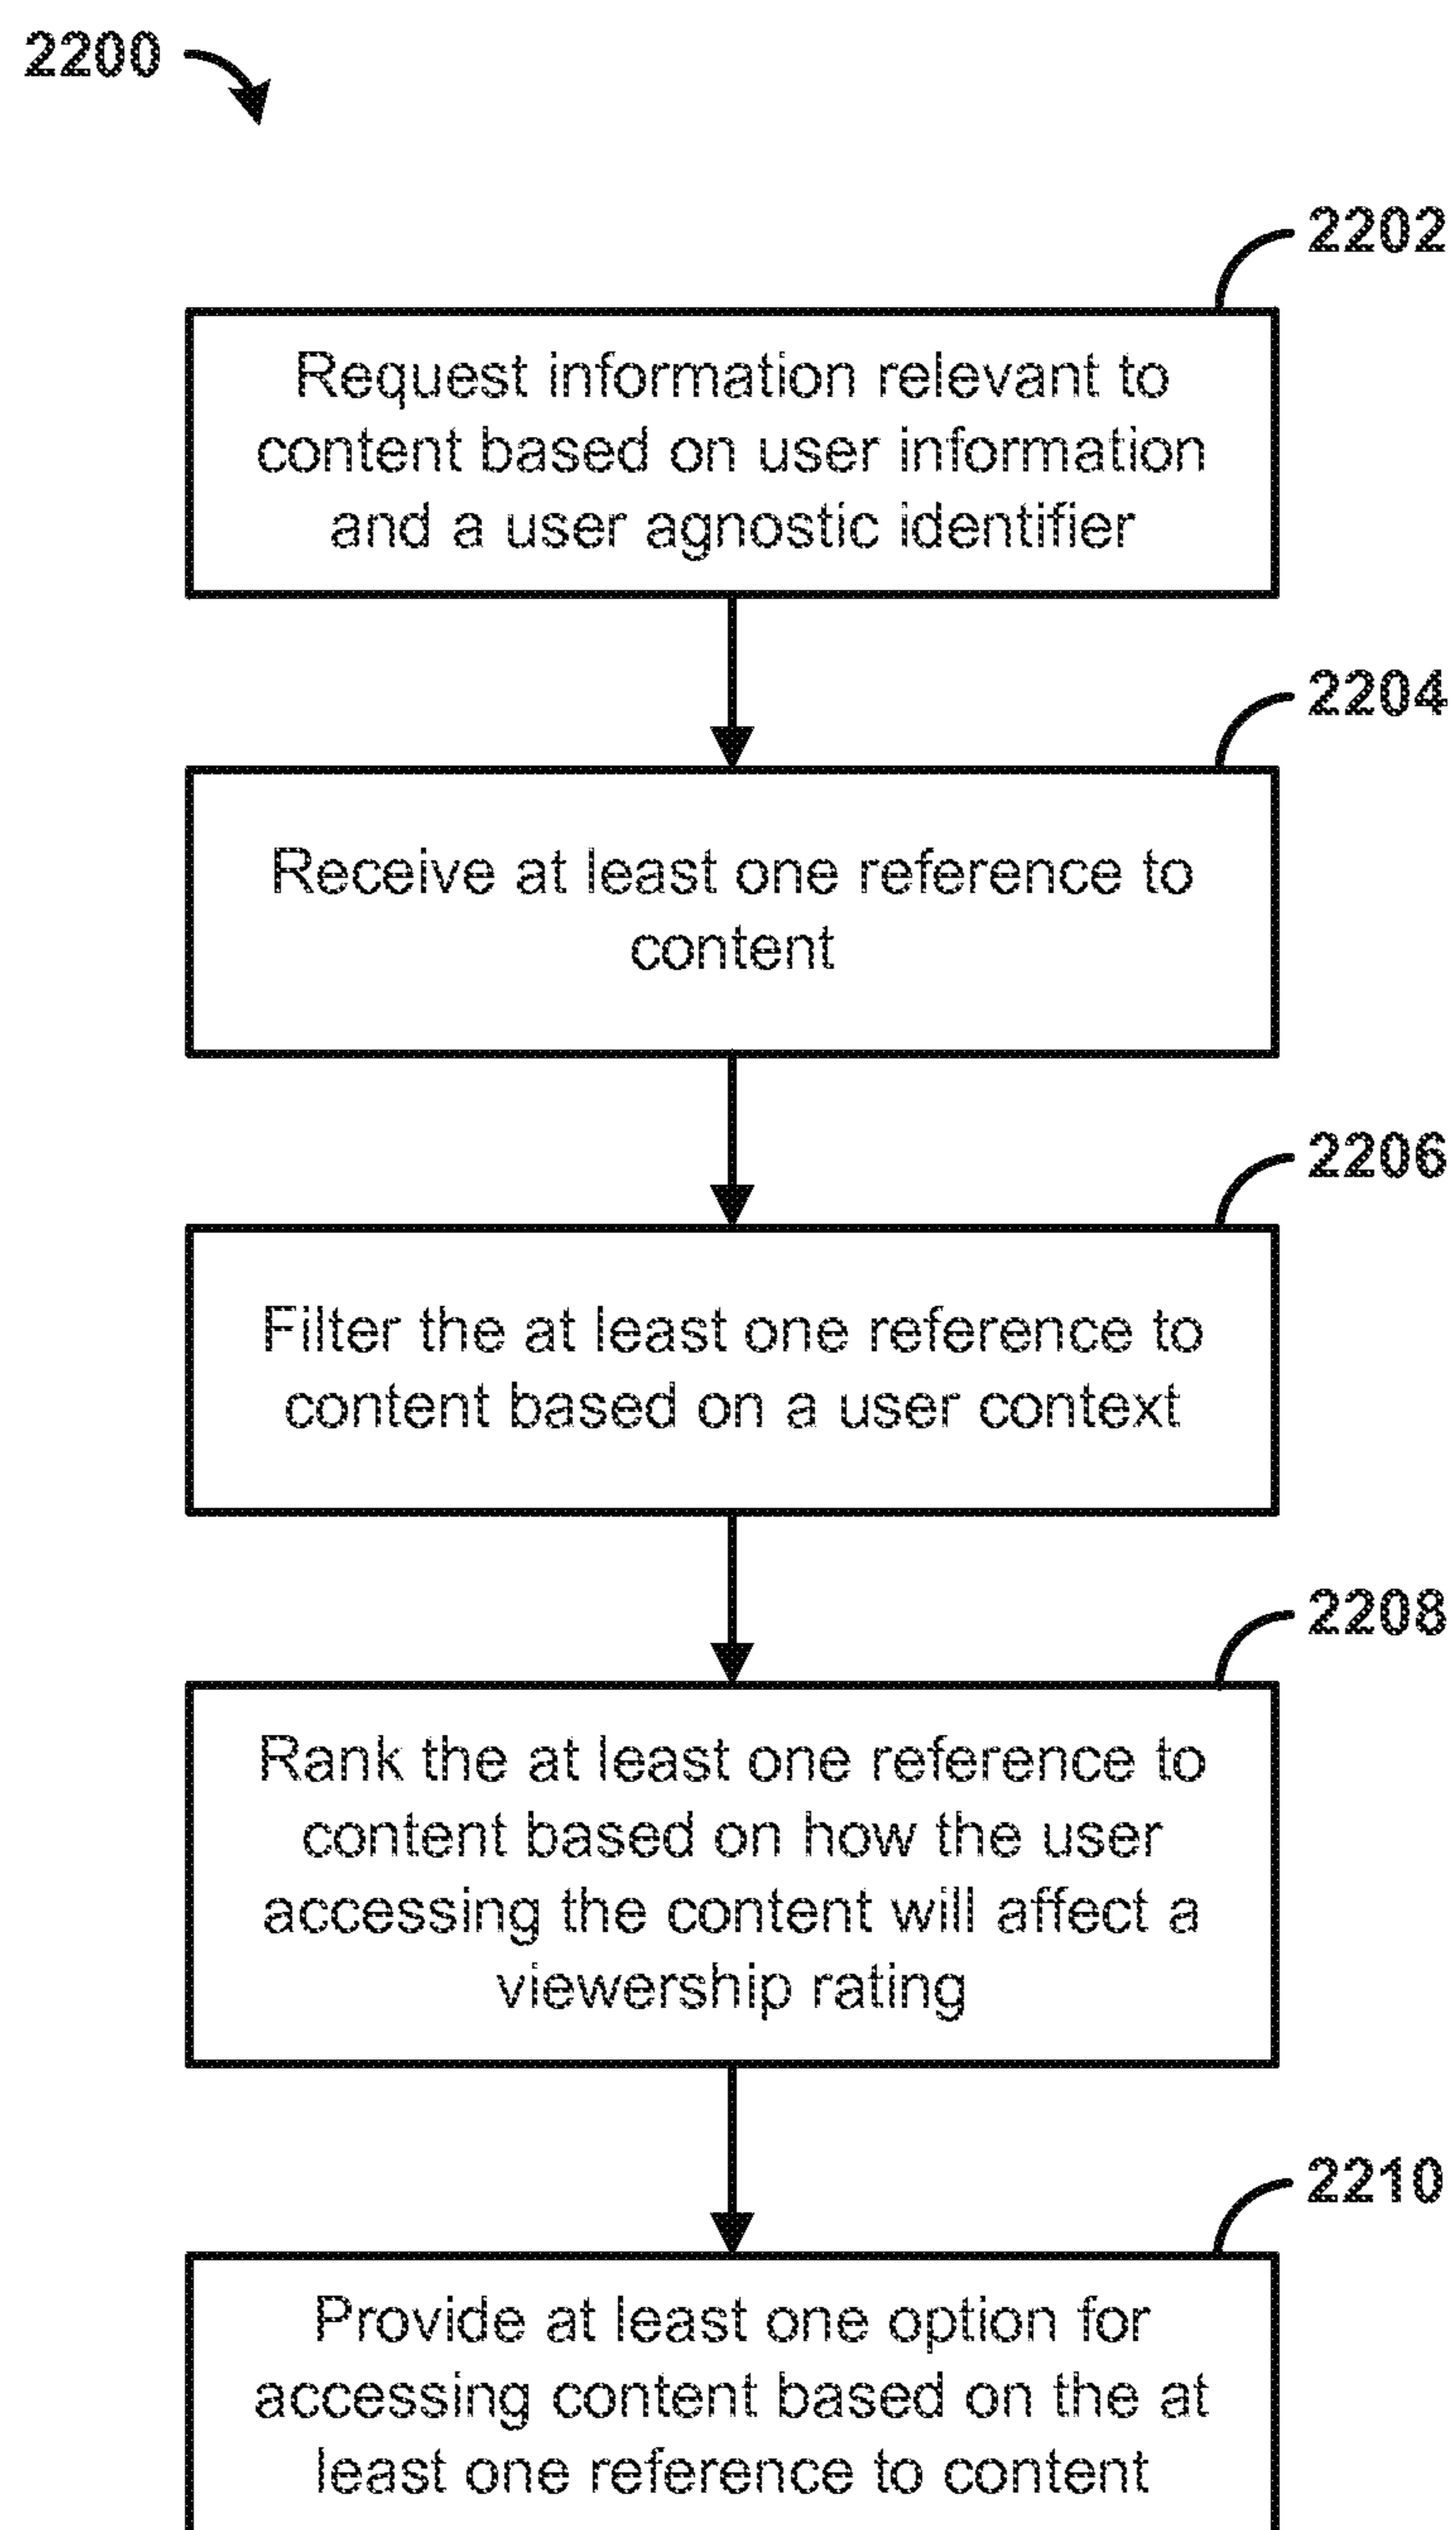 2200
2202
Request information relevant to
content based on user information
and a user agnostic identifier
2204
Receive at least one reference to
content
2206
Filter the at least one reference to
content based on a user context
2208
Rank the at least one reference to
content based on how the user
accessing the content will affect a
viewership rating
2210
Provide at least one option for
accessing content based on the at
least one reference to content